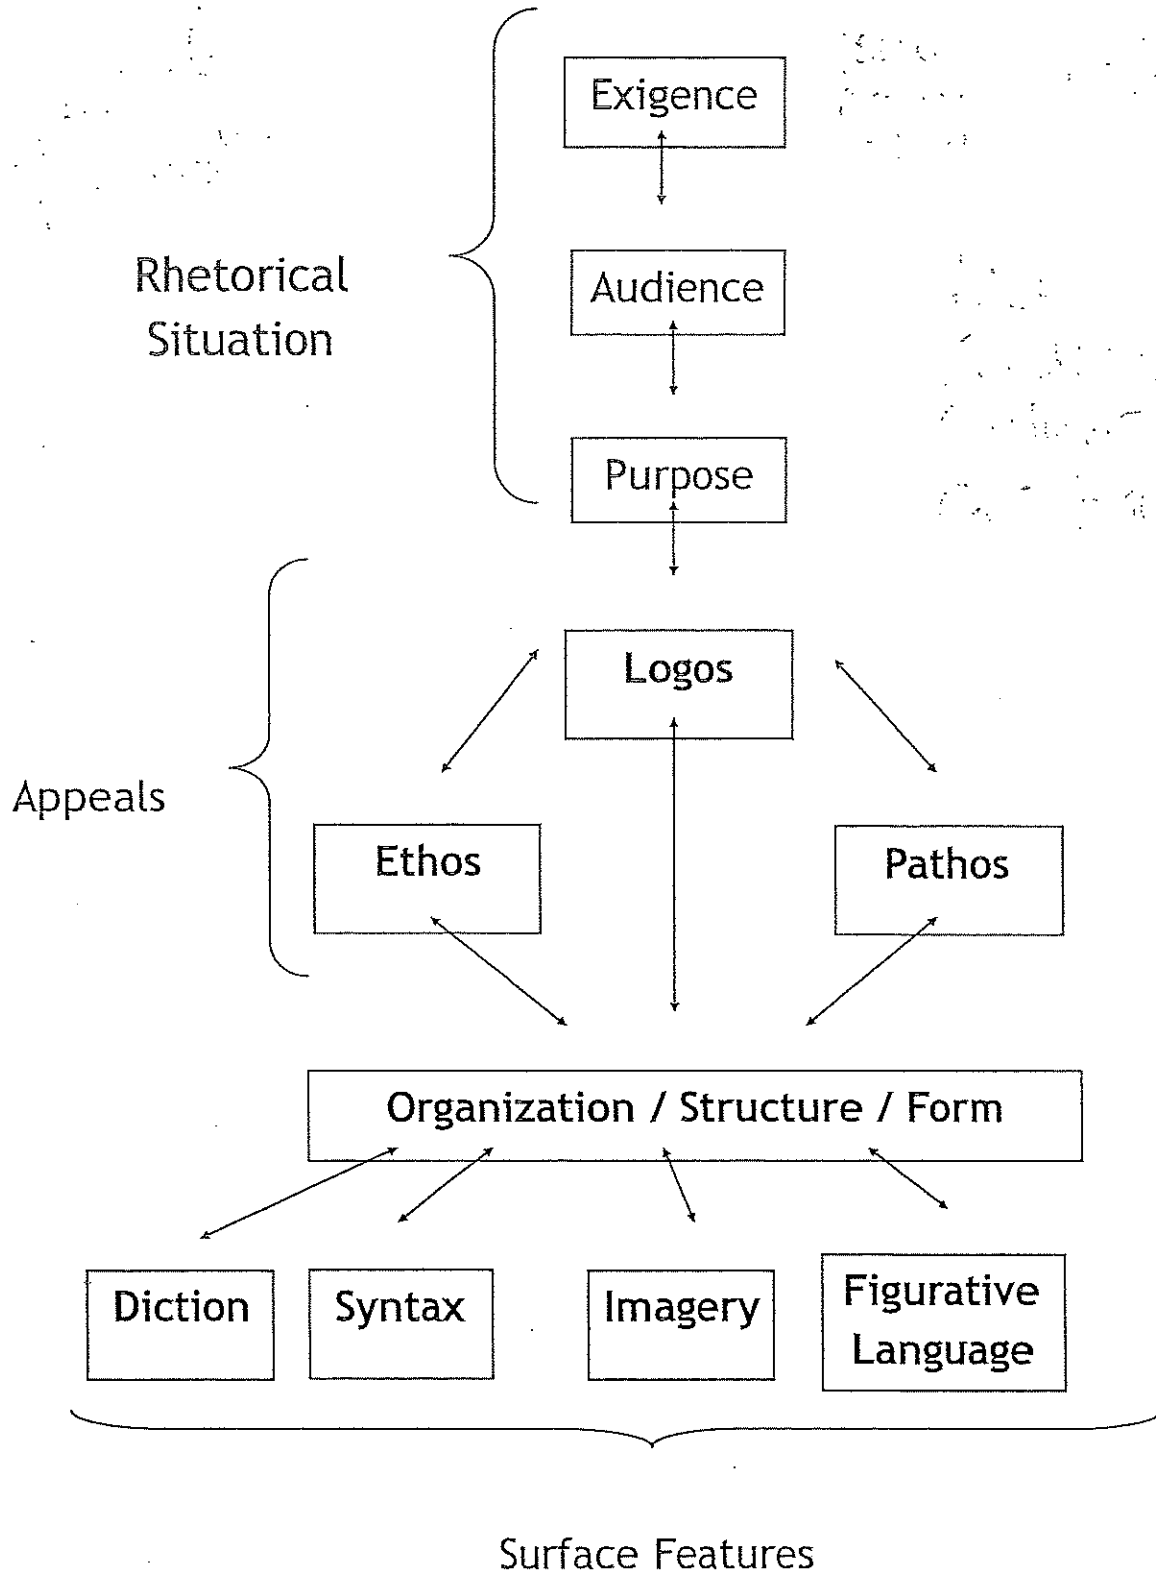 Exigence
Rhetorical
Situation
Audience
Purpose
Appeals
Logos
Ethos
Pathos
Organization / Structure / Form
Diction
Syntax
Imagery
Figurative
Language
Surface Features